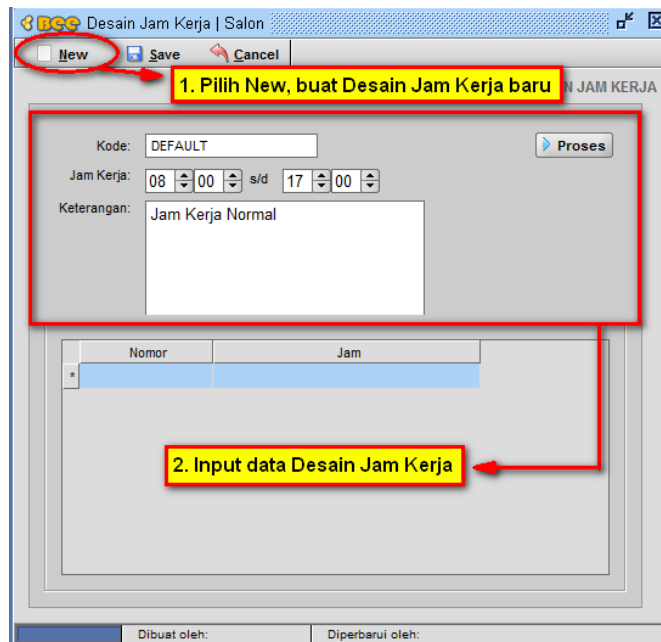 Bee Desain Jam Kerja | Salon
New Save Cancel
1. Pilih New, buat Desain Jam Kerja baru
N JAM KERJA
Kode: DEFAULT Proses
Jam Kerja: 08 00 s/d 17 00
Keterangan: Jam Kerja Normal
Nomor Jam
*
2. Input data Desain Jam Kerja
Dibuat oleh: Diperbarui oleh: